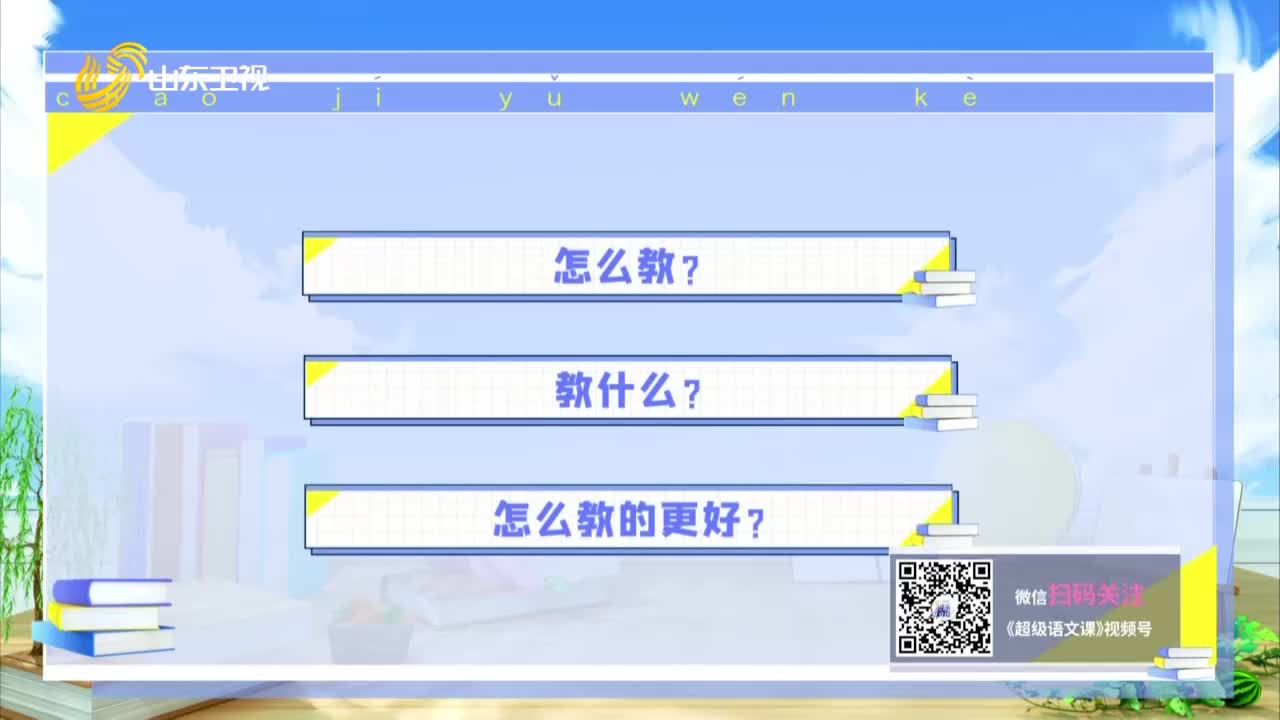 山东卫视
chao jí yǔ wén kè
怎么教?
教什么?
怎么教的更好?
微信扫码关注
《超级语文课》视频号